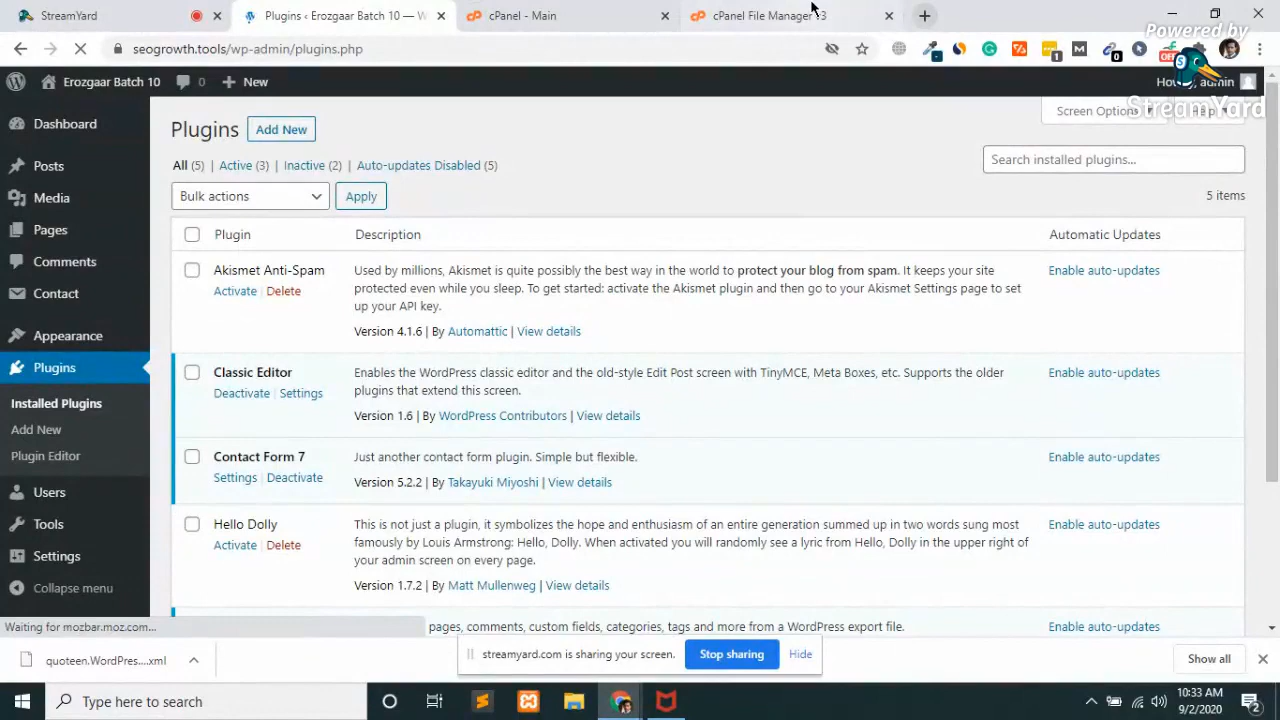 StreamYard
Plugins ‹ Erozgaar Batch 10 — W
cPanel - Main
cPanel File Manager v3
seogrowth.tools/wp-admin/plugins.php
Powered by
StreamYard
Erozgaar Batch 10
0
New
admin
Screen Options
Dashboard
Posts
Media
Pages
Comments
Contact
Appearance
Plugins
Installed Plugins
Add New
Plugin Editor
Users
Tools
Settings
Collapse menu
Plugins
Add New
All (5) | Active (3) | Inactive (2) | Auto-updates Disabled (5)
Search installed plugins...
Bulk actions
Apply
5 items
Plugin Description Automatic Updates
Akismet Anti-Spam
Activate | Delete
Used by millions, Akismet is quite possibly the best way in the world to protect your blog from spam. It keeps your site
protected even while you sleep. To get started: activate the Akismet plugin and then go to your Akismet Settings page to set
up your API key.
Version 4.1.6 | By Automattic | View details
Enable auto-updates
Classic Editor
Deactivate | Settings
Enables the WordPress classic editor and the old-style Edit Post screen with TinyMCE, Meta Boxes, etc. Supports the older
plugins that extend this screen.
Version 1.6 | By WordPress Contributors | View details
Enable auto-updates
Contact Form 7
Settings | Deactivate
Just another contact form plugin. Simple but flexible.
Version 5.2.2 | By Takayuki Miyoshi | View details
Enable auto-updates
Hello Dolly
Activate | Delete
This is not just a plugin, it symbolizes the hope and enthusiasm of an entire generation summed up in two words sung most
famously by Louis Armstrong: Hello, Dolly. When activated you will randomly see a lyric from Hello, Dolly in the upper right of
your admin screen on every page.
Version 1.7.2 | By Matt Mullenweg | View details
Enable auto-updates
pages, comments, custom fields, categories, tags and more from a WordPress export file.
Enable auto-updates
Waiting for mozbar.moz.com...
quoteen.WordPres....xml
streamyard.com is sharing your screen.
Stop sharing
Hide
Show all
Type here to search
10:33 AM
9/2/2020
2